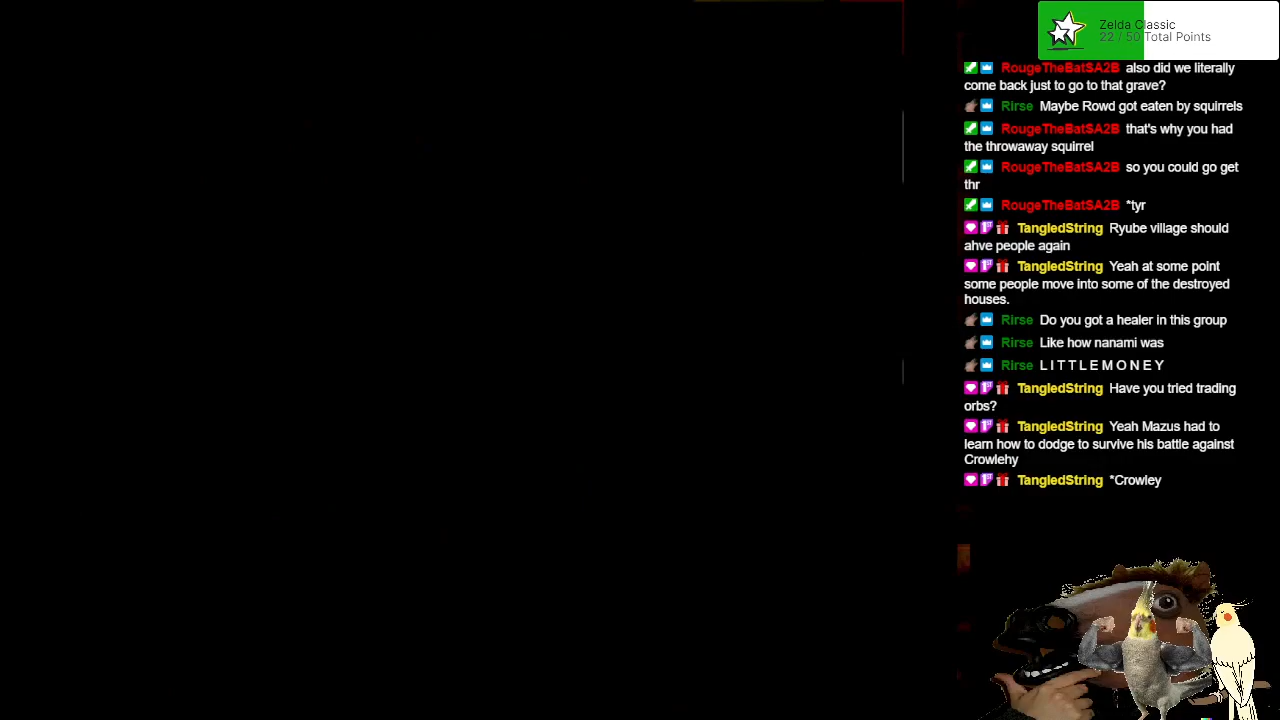 Zelda Classic
22 / 50 Total Points
RougeTheBatSA2B also did we literally
come back just to go to that grave?
Rirse Maybe Rowd got eaten by squirrels
RougeTheBatSA2B that's why you had
the throwaway squirrel
RougeTheBatSA2B so you could go get
thr
RougeTheBatSA2B *tyr
TangledString Ryube village should
ahve people again
TangledString Yeah at some point
some people move into some of the destroyed
houses.
Rirse Do you got a healer in this group
Rirse Like how nanami was
Rirse L I T T L E M O N E Y
TangledString Have you tried trading
orbs?
TangledString Yeah Mazus had to
learn how to dodge to survive his battle against
Crowlehy
TangledString *Crowley